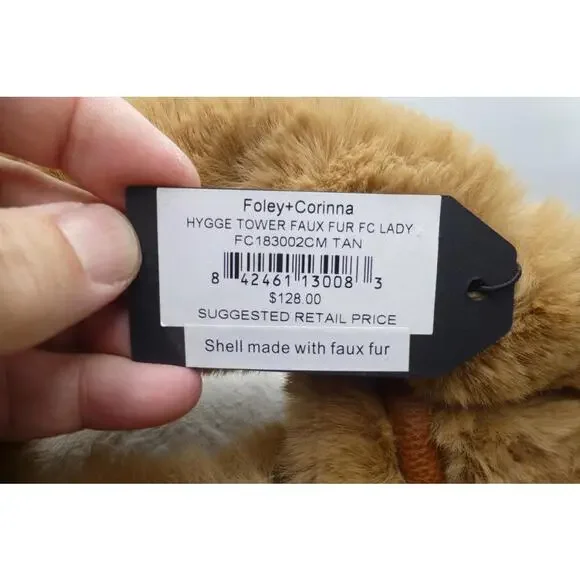 Foley+Corinna
HYGGE TOWER FAUX FUR FC LADY
FC183002CM TAN
8 42461 13008 3
$128.00
SUGGESTED RETAIL PRICE
Shell made with faux fur